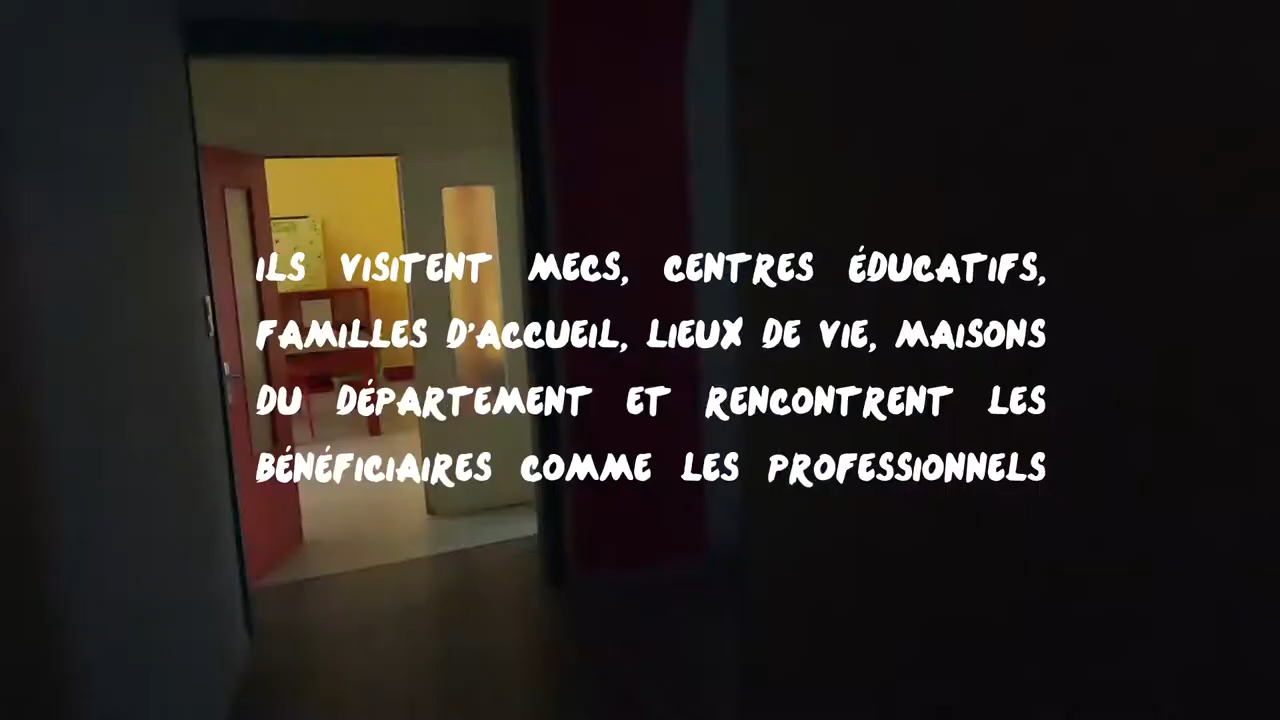 ILS VISITENT MECS, CENTRES ÉDUCATIFS,
FAMILLES D'ACCUEIL, LIEUX DE VIE, MAISONS
DU DÉPARTEMENT ET RENCONTRENT LES
BÉNÉFICIAIRES COMME LES PROFESSIONNELS